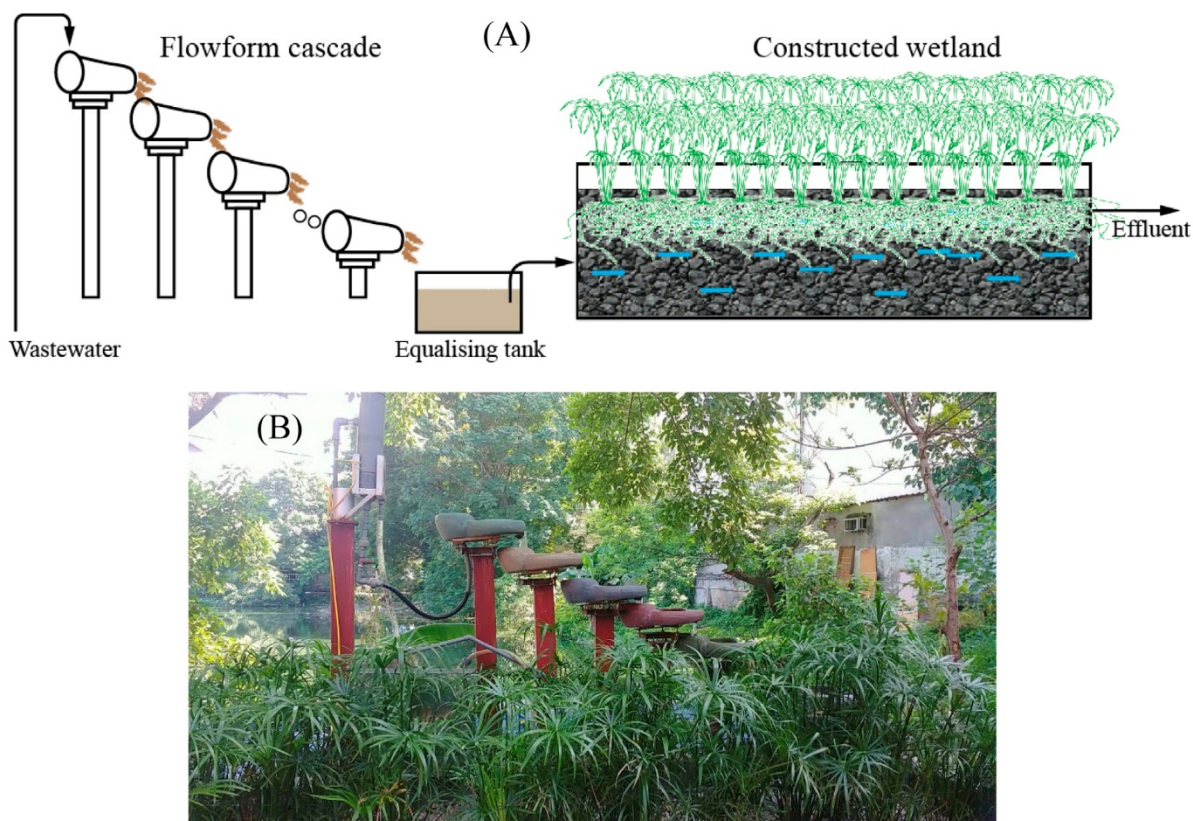 (A)
Flowform cascade
Constructed wetland
Effluent
Wastewater
Equalising tank
(B)